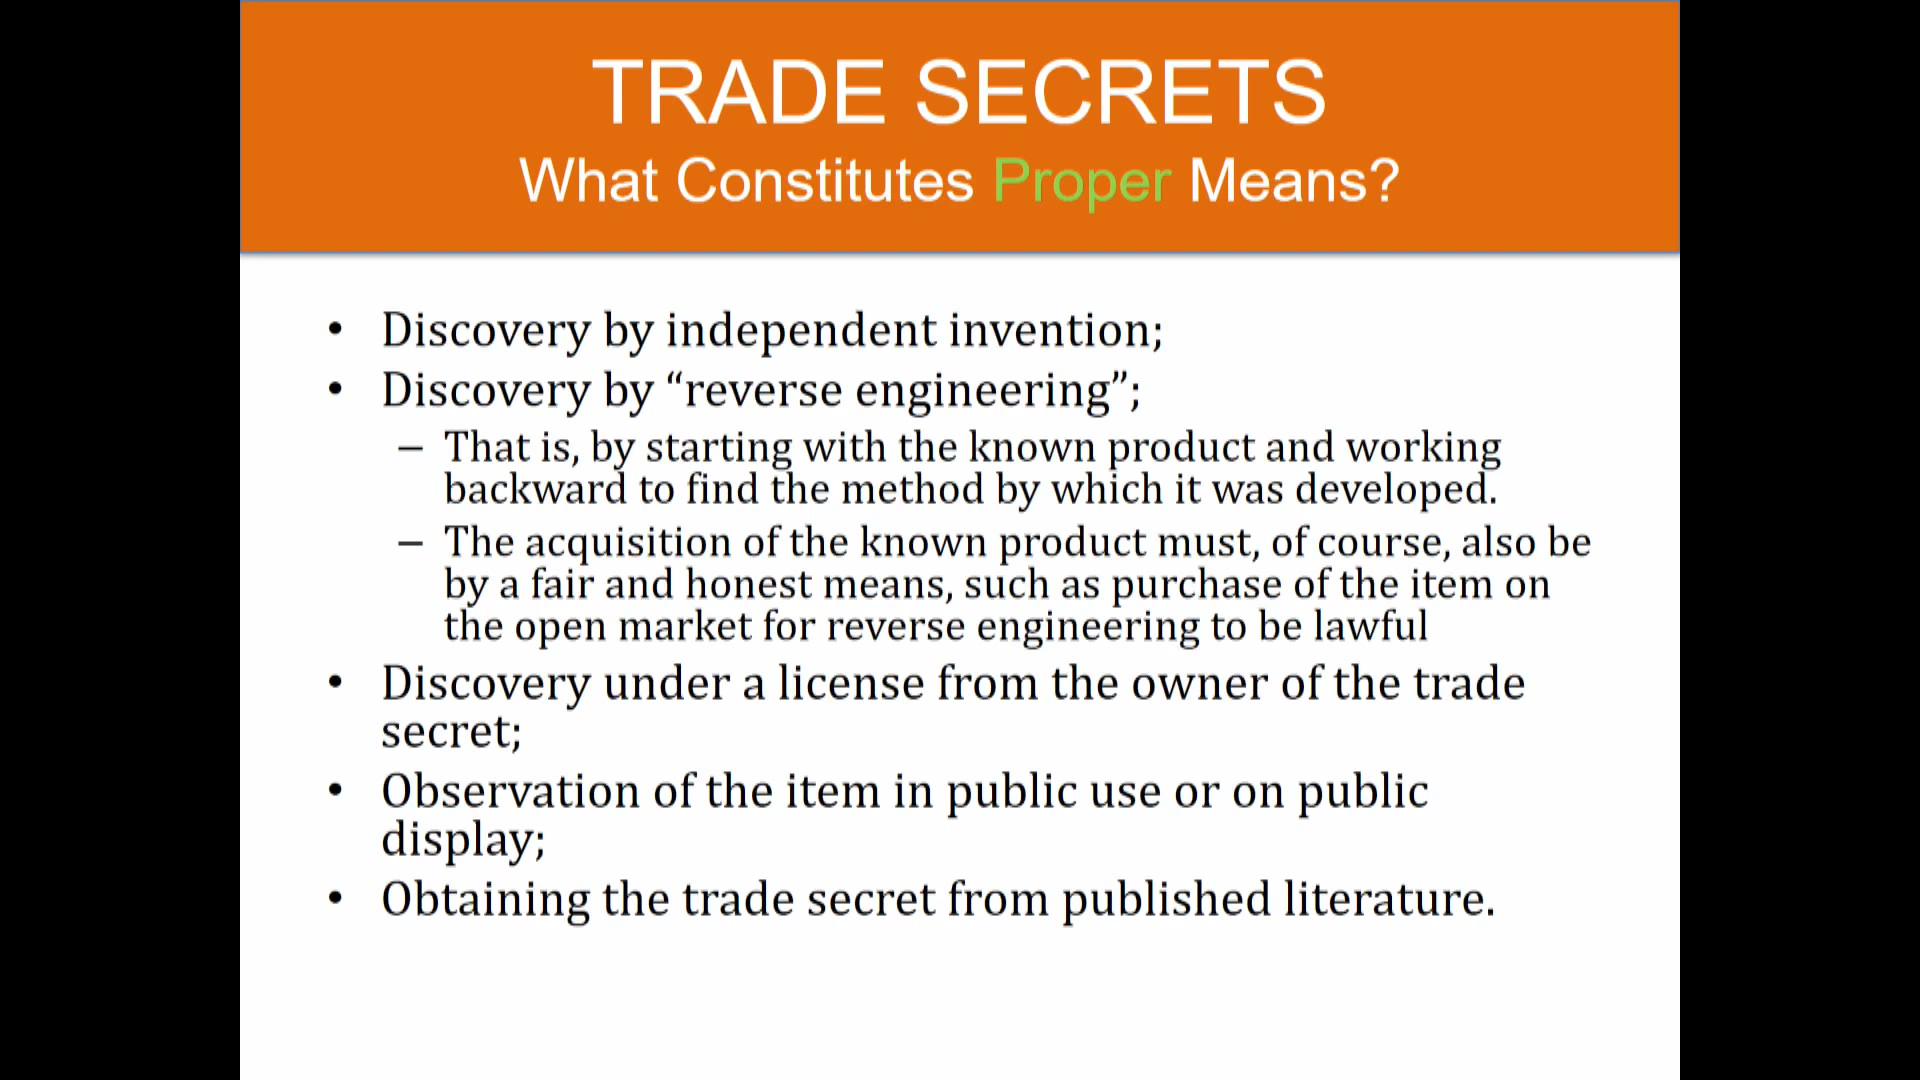 TRADE SECRETS
What Constitutes Proper Means?
• Discovery by independent invention;
• Discovery by “reverse engineering”;
– That is, by starting with the known product and working
backward to find the method by which it was developed.
– The acquisition of the known product must, of course, also be
by a fair and honest means, such as purchase of the item on
the open market for reverse engineering to be lawful
• Discovery under a license from the owner of the trade
secret;
• Observation of the item in public use or on public
display;
• Obtaining the trade secret from published literature.